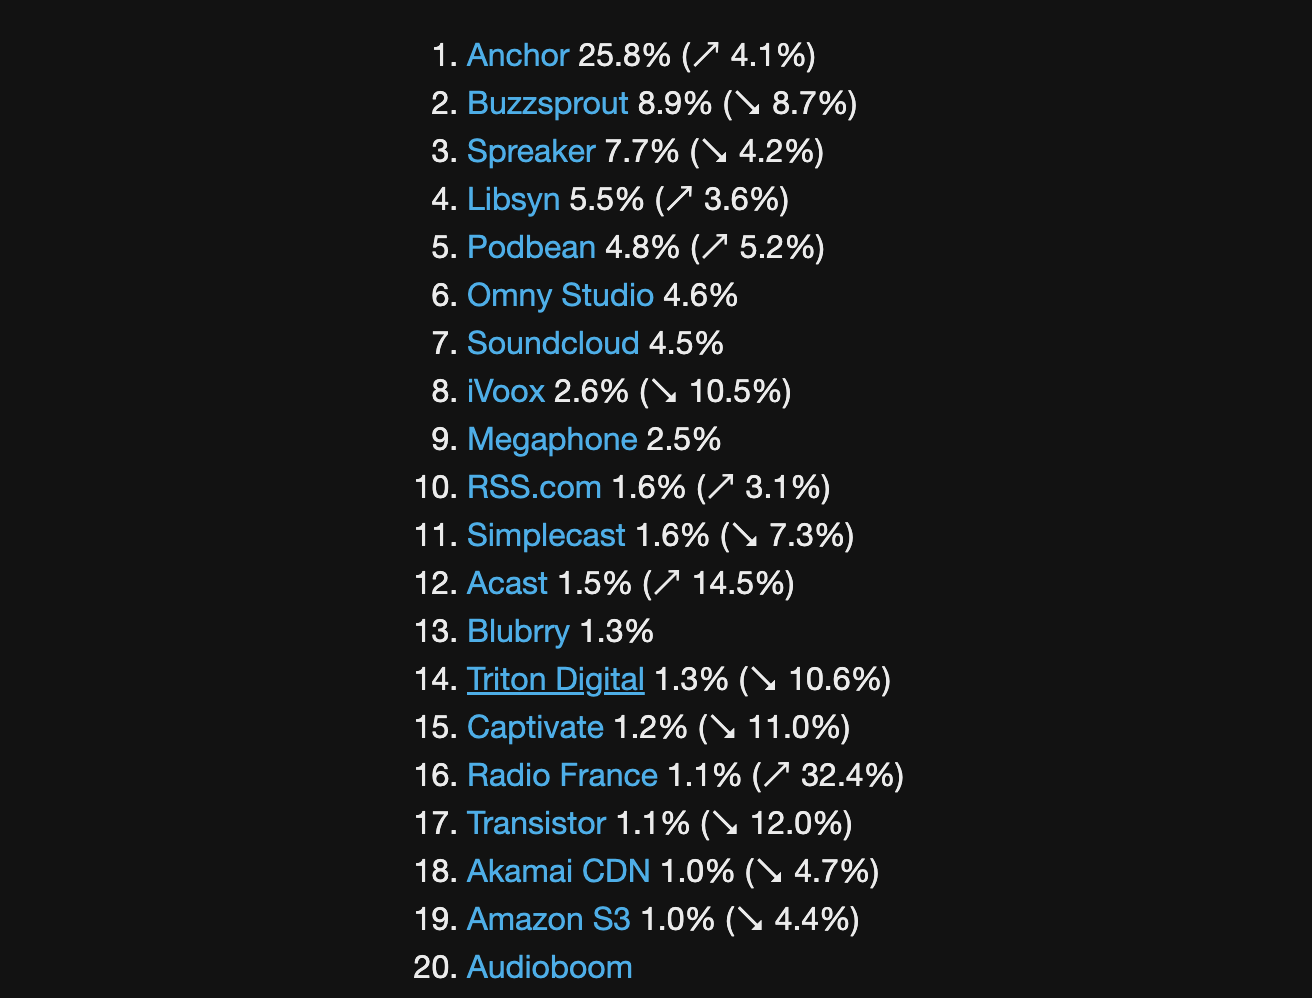 1. Anchor 25.8% (↗ 4.1%)
2. Buzzsprout 8.9% (↘ 8.7%)
3. Spreaker 7.7% (↘ 4.2%)
4. Libsyn 5.5% (↗ 3.6%)
5. Podbean 4.8% (↗ 5.2%)
6. Omny Studio 4.6%
7. Soundcloud 4.5%
8. iVoox 2.6% (↘ 10.5%)
9. Megaphone 2.5%
10. RSS.com 1.6% (↗ 3.1%)
11. Simplecast 1.6% (↘ 7.3%)
12. Acast 1.5% (↗ 14.5%)
13. Blubrry 1.3%
14. Triton Digital 1.3% (↘ 10.6%)
15. Captivate 1.2% (↘ 11.0%)
16. Radio France 1.1% (↗ 32.4%)
17. Transistor 1.1% (↘ 12.0%)
18. Akamai CDN 1.0% (↘ 4.7%)
19. Amazon S3 1.0% (↘ 4.4%)
20. Audioboom